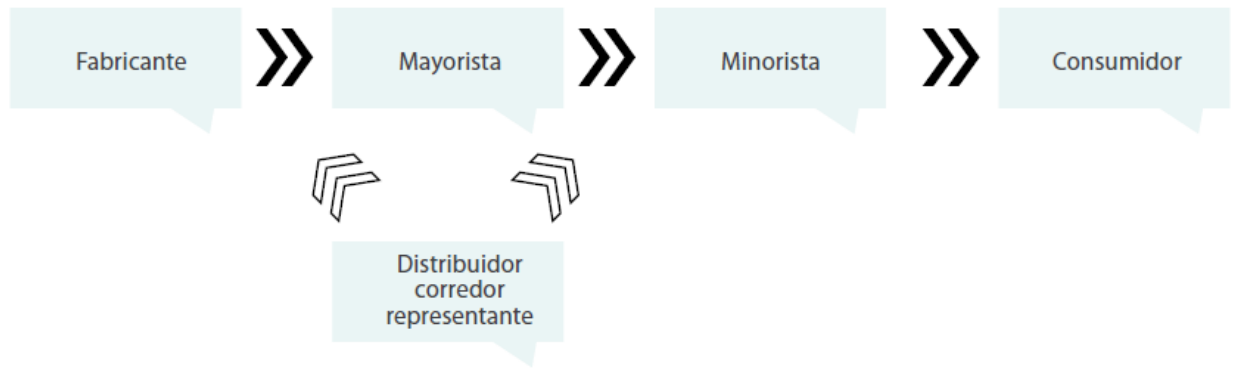 Fabricante
Mayorista
Minorista
Consumidor
Distribuidor
corredor
representante